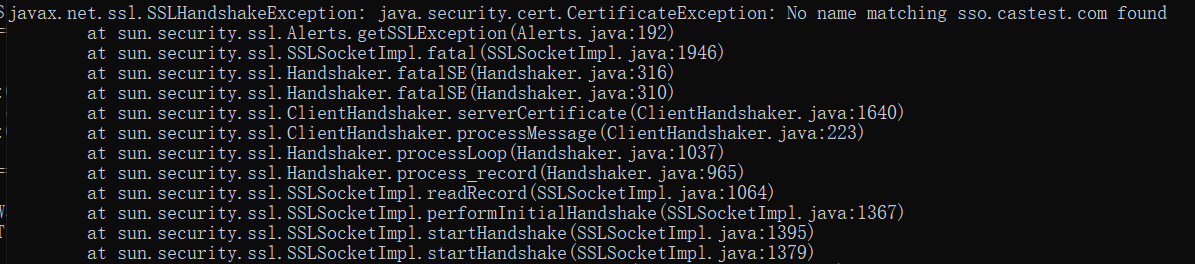 javax.net.ssl.SSLHandshakeException: java.security.cert.CertificateException: No name matching sso.castest.com found
at sun.security.ssl.Alerts.getSSLException(Alerts.java:192)
at sun.security.ssl.SSLSocketImpl.fatal(SSLSocketImpl.java:1946)
at sun.security.ssl.Handshaker.fatalSE(Handshaker.java:316)
at sun.security.ssl.Handshaker.fatalSE(Handshaker.java:310)
at sun.security.ssl.ClientHandshaker.serverCertificate(ClientHandshaker.java:1640)
at sun.security.ssl.ClientHandshaker.processMessage(ClientHandshaker.java:223)
at sun.security.ssl.Handshaker.processLoop(Handshaker.java:1037)
at sun.security.ssl.Handshaker.process_record(Handshaker.java:965)
at sun.security.ssl.SSLSocketImpl.readRecord(SSLSocketImpl.java:1064)
at sun.security.ssl.SSLSocketImpl.performInitialHandshake(SSLSocketImpl.java:1367)
at sun.security.ssl.SSLSocketImpl.startHandshake(SSLSocketImpl.java:1395)
at sun.security.ssl.SSLSocketImpl.startHandshake(SSLSocketImpl.java:1379)